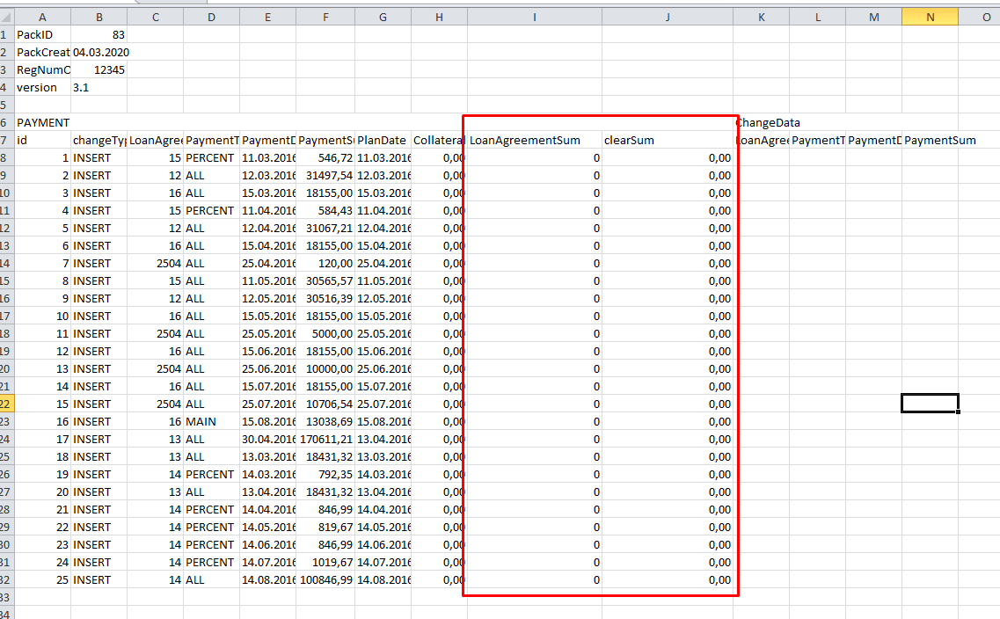 A B C D E F G H I J K L M N O
1 PackID 83
2 PackCreat 04.03.2020
3 RegNumC 12345
4 version 3.1
5
6 PAYMENT ChangeData
7 id changeTy LoanAgree PaymentT PaymentD PaymentSu PlanDate Collateral LoanAgreementSum clearSum LoanAgree PaymentT PaymentD PaymentSum
8 1 INSERT 15 PERCENT 11.03.2016 546,72 11.03.2016 0,00 0 0,00
9 2 INSERT 12 ALL 12.03.2016 31497,54 12.03.2016 0,00 0 0,00
10 3 INSERT 16 ALL 15.03.2016 18155,00 15.03.2016 0,00 0 0,00
11 4 INSERT 15 PERCENT 11.04.2016 584,43 11.04.2016 0,00 0 0,00
12 5 INSERT 12 ALL 12.04.2016 31067,21 12.04.2016 0,00 0 0,00
13 6 INSERT 16 ALL 15.04.2016 18155,00 15.04.2016 0,00 0 0,00
14 7 INSERT 2504 ALL 25.04.2016 120,00 25.04.2016 0,00 0 0,00
15 8 INSERT 15 ALL 11.05.2016 30565,57 11.05.2016 0,00 0 0,00
16 9 INSERT 12 ALL 12.05.2016 30516,39 12.05.2016 0,00 0 0,00
17 10 INSERT 16 ALL 15.05.2016 18155,00 15.05.2016 0,00 0 0,00
18 11 INSERT 2504 ALL 25.05.2016 5000,00 25.05.2016 0,00 0 0,00
19 12 INSERT 16 ALL 15.06.2016 18155,00 15.06.2016 0,00 0 0,00
20 13 INSERT 2504 ALL 25.06.2016 10000,00 25.06.2016 0,00 0 0,00
21 14 INSERT 16 ALL 15.07.2016 18155,00 15.07.2016 0,00 0 0,00
22 15 INSERT 2504 ALL 25.07.2016 10706,54 25.07.2016 0,00 0 0,00
23 16 INSERT 16 MAIN 15.08.2016 13038,69 15.08.2016 0,00 0 0,00
24 17 INSERT 13 ALL 30.04.2016 170611,21 13.04.2016 0,00 0 0,00
25 18 INSERT 13 ALL 13.03.2016 18431,32 13.03.2016 0,00 0 0,00
26 19 INSERT 14 PERCENT 14.03.2016 792,35 14.03.2016 0,00 0 0,00
27 20 INSERT 13 ALL 13.04.2016 18431,32 13.04.2016 0,00 0 0,00
28 21 INSERT 14 PERCENT 14.04.2016 846,99 14.04.2016 0,00 0 0,00
29 22 INSERT 14 PERCENT 14.05.2016 819,67 14.05.2016 0,00 0 0,00
30 23 INSERT 14 PERCENT 14.06.2016 846,99 14.06.2016 0,00 0 0,00
31 24 INSERT 14 PERCENT 14.07.2016 1019,67 14.07.2016 0,00 0 0,00
32 25 INSERT 14 ALL 14.08.2016 100846,99 14.08.2016 0,00 0 0,00
33
34